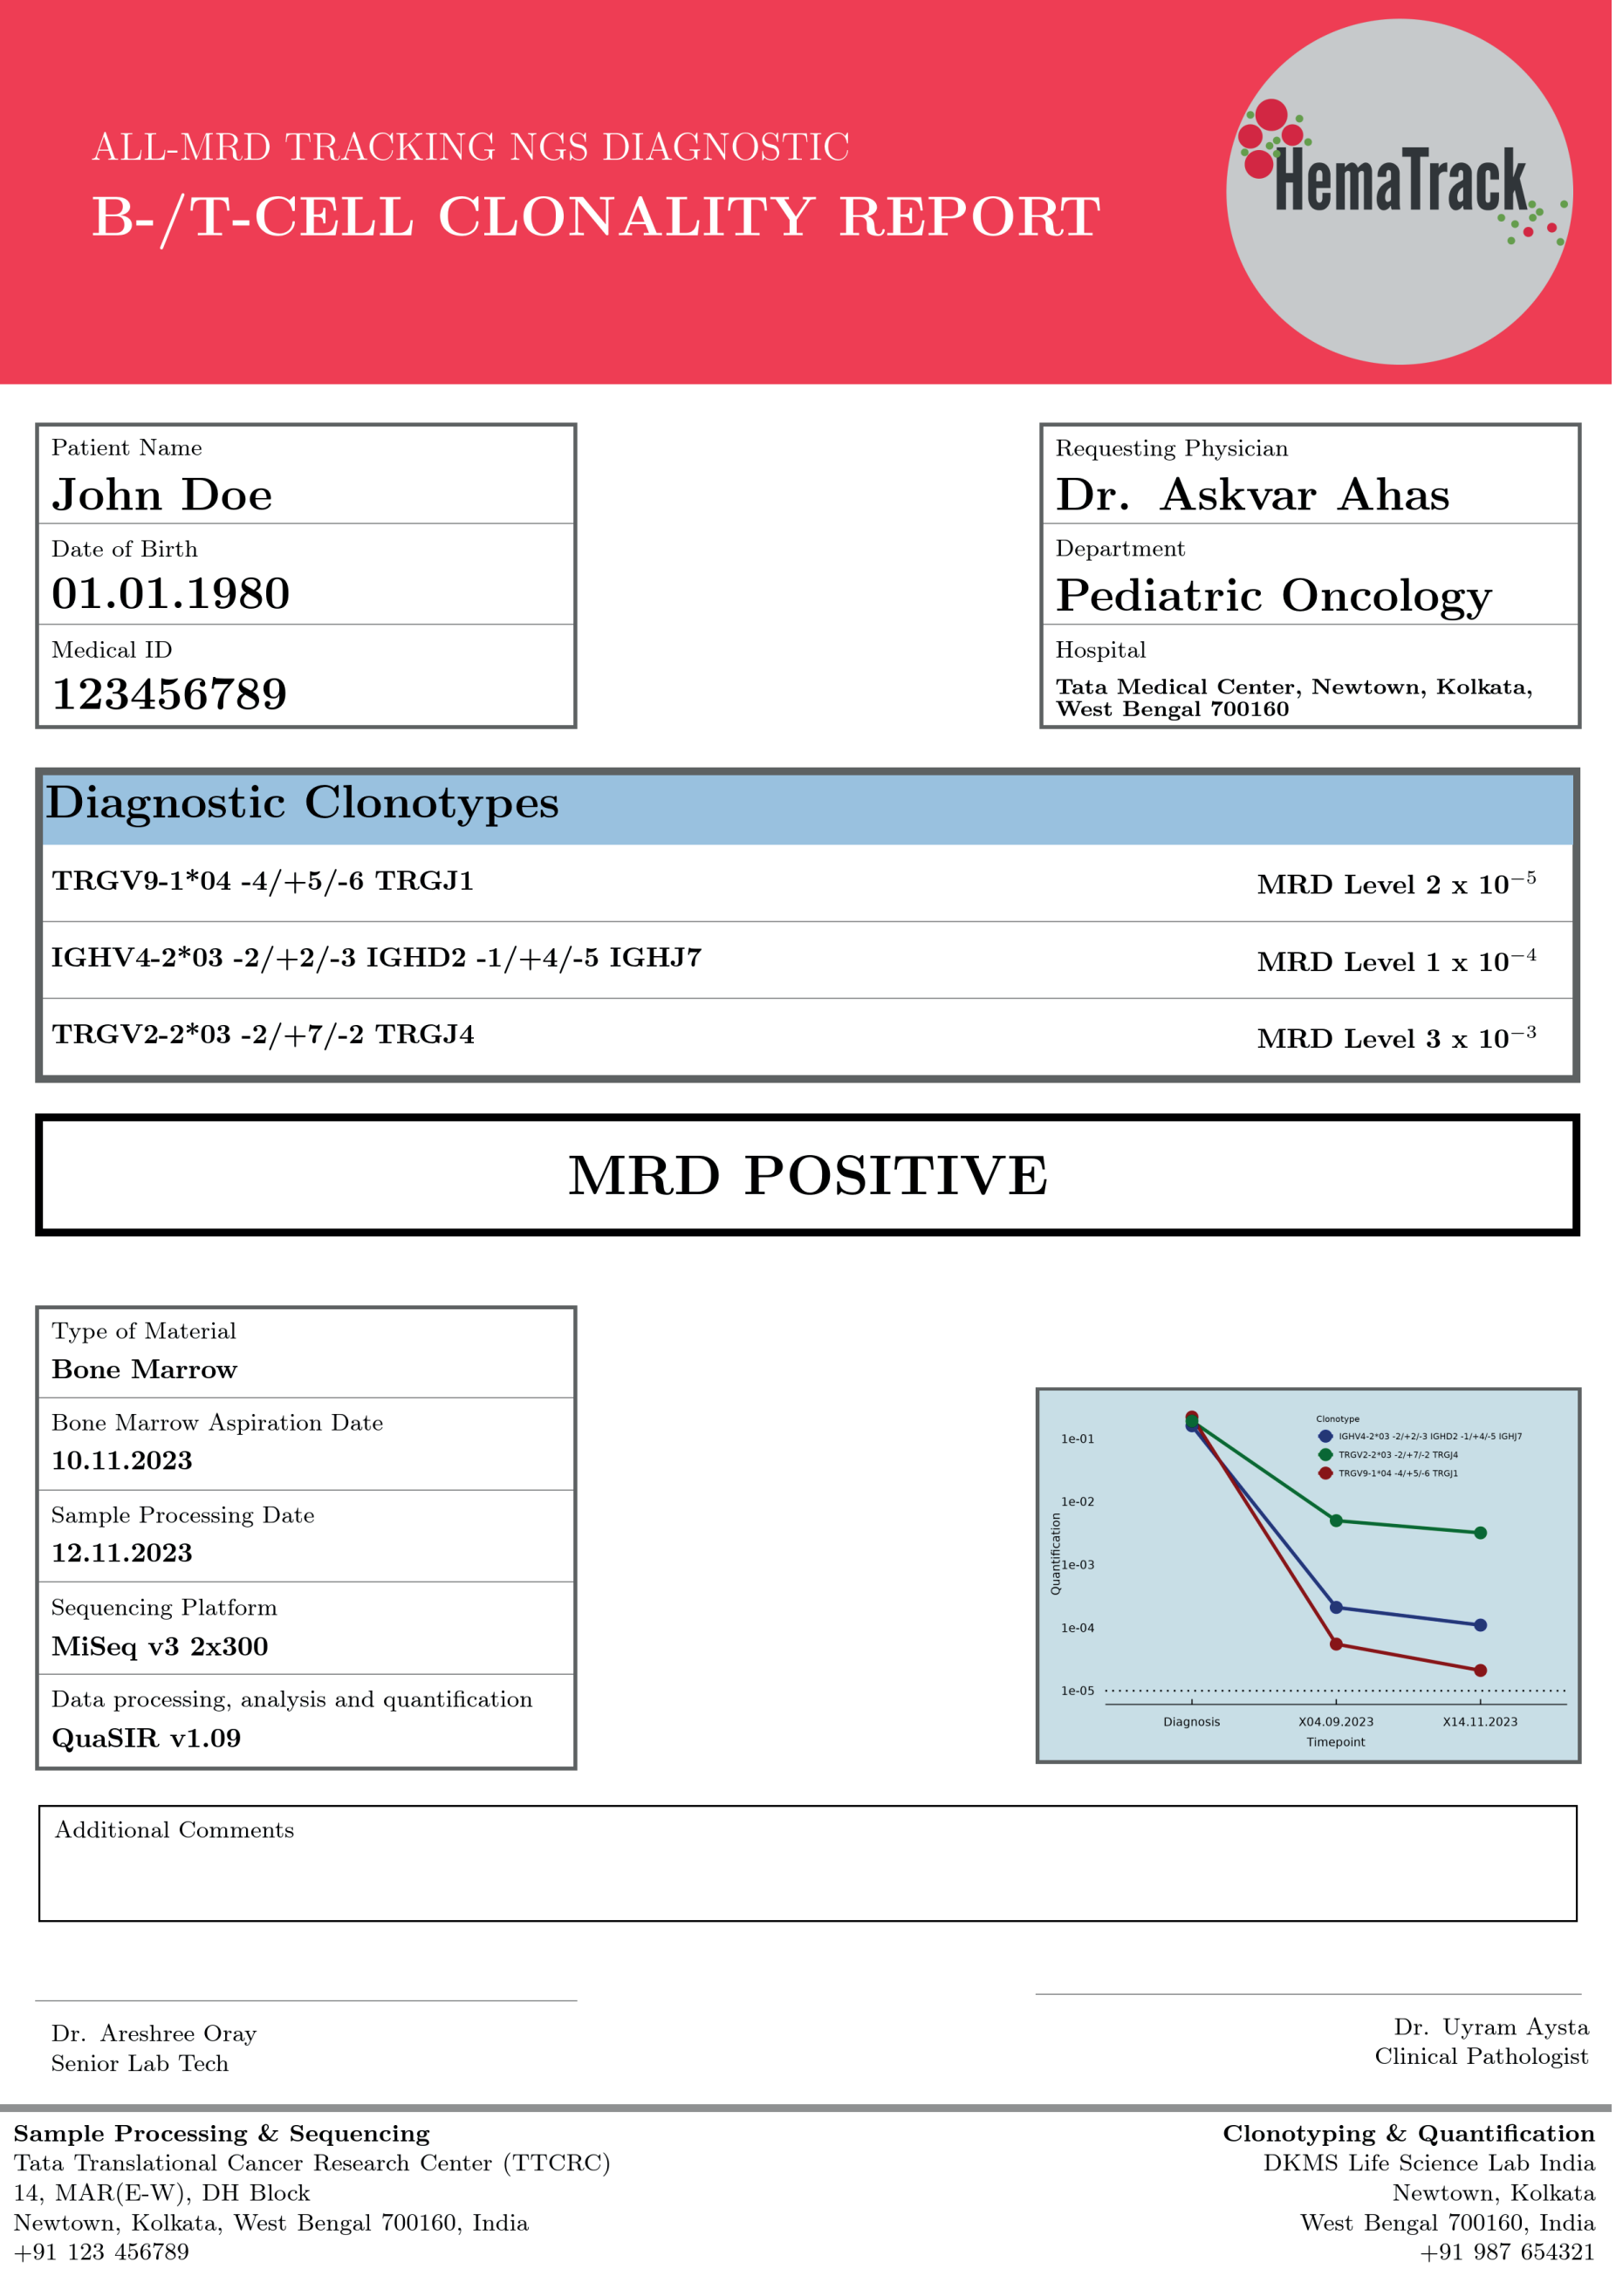 ALL-MRD TRACKING NGS DIAGNOSTIC
B-/T-CELL CLONALITY REPORT
HemaTrack
Patient Name
John Doe
Date of Birth
01.01.1980
Medical ID
123456789
Requesting Physician
Dr. Askvar Ahas
Department
Pediatric Oncology
Hospital
Tata Medical Center, Newtown, Kolkata,
West Bengal 700160
Diagnostic Clonotypes
TRGV9-1*04 -4/+5/-6 TRGJ1 MRD Level 2 x 10⁻⁵
IGHV4-2*03 -2/+2/-3 IGHD2 -1/+4/-5 IGHJ7 MRD Level 1 x 10⁻⁴
TRGV2-2*03 -2/+7/-2 TRGJ4 MRD Level 3 x 10⁻³
MRD POSITIVE
Type of Material
Bone Marrow
Bone Marrow Aspiration Date
10.11.2023
Sample Processing Date
12.11.2023
Sequencing Platform
MiSeq v3 2x300
Data processing, analysis and quantification
QuaSIR v1.09
Clonotype
IGHV4-2*03 -2/+2/-3 IGHD2 -1/+4/-5 IGHJ7
TRGV2-2*03 -2/+7/-2 TRGJ4
TRGV9-1*04 -4/+5/-6 TRGJ1
Quantification
1e-01
1e-02
1e-03
1e-04
1e-05
Diagnosis X04.09.2023 X14.11.2023
Timepoint
Additional Comments
Dr. Areshree Oray
Senior Lab Tech
Dr. Uyram Aysta
Clinical Pathologist
Sample Processing & Sequencing
Tata Translational Cancer Research Center (TTCRC)
14, MAR(E-W), DH Block
Newtown, Kolkata, West Bengal 700160, India
+91 123 456789
Clonotyping & Quantification
DKMS Life Science Lab India
Newtown, Kolkata
West Bengal 700160, India
+91 987 654321